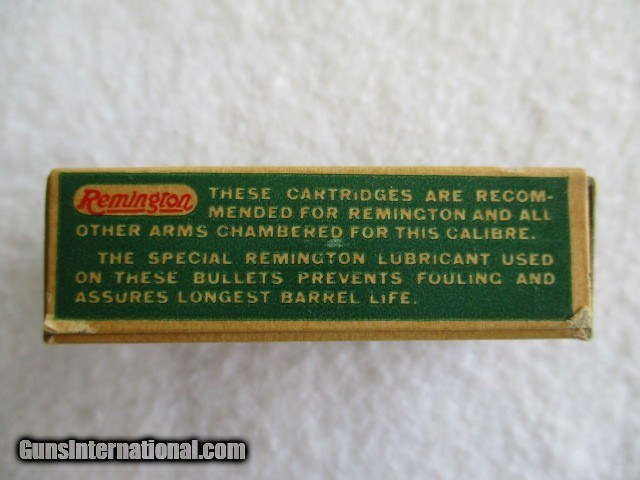 Remington THESE CARTRIDGES ARE RECOM-
MENDED FOR REMINGTON AND ALL
OTHER ARMS CHAMBERED FOR THIS CALIBRE.
THE SPECIAL REMINGTON LUBRICANT USED
ON THESE BULLETS PREVENTS FOULING AND
ASSURES LONGEST BARREL LIFE.
GunsInternational.com